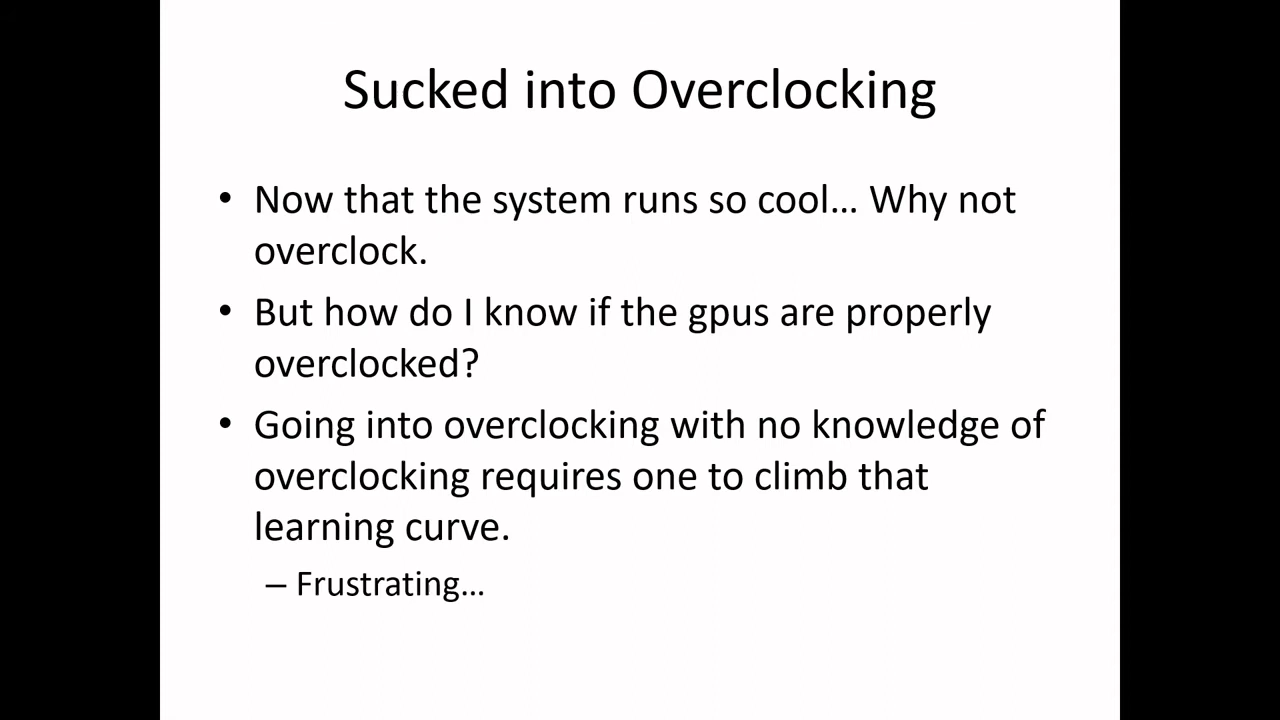 Sucked into Overclocking
• Now that the system runs so cool… Why not
overclock.
• But how do I know if the gpus are properly
overclocked?
• Going into overclocking with no knowledge of
overclocking requires one to climb that
learning curve.
– Frustrating…